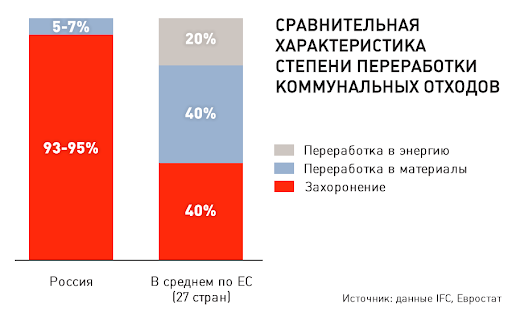 СРАВНИТЕЛЬНАЯ
ХАРАКТЕРИСТИКА
СТЕПЕНИ ПЕРЕРАБОТКИ
КОММУНАЛЬНЫХ ОТХОДОВ
5-7%
93-95%
20%
40%
40%
Переработка в энергию
Переработка в материалы
Захоронение
Россия
В среднем по ЕС
(27 стран)
Источник: данные IFC, Евростат